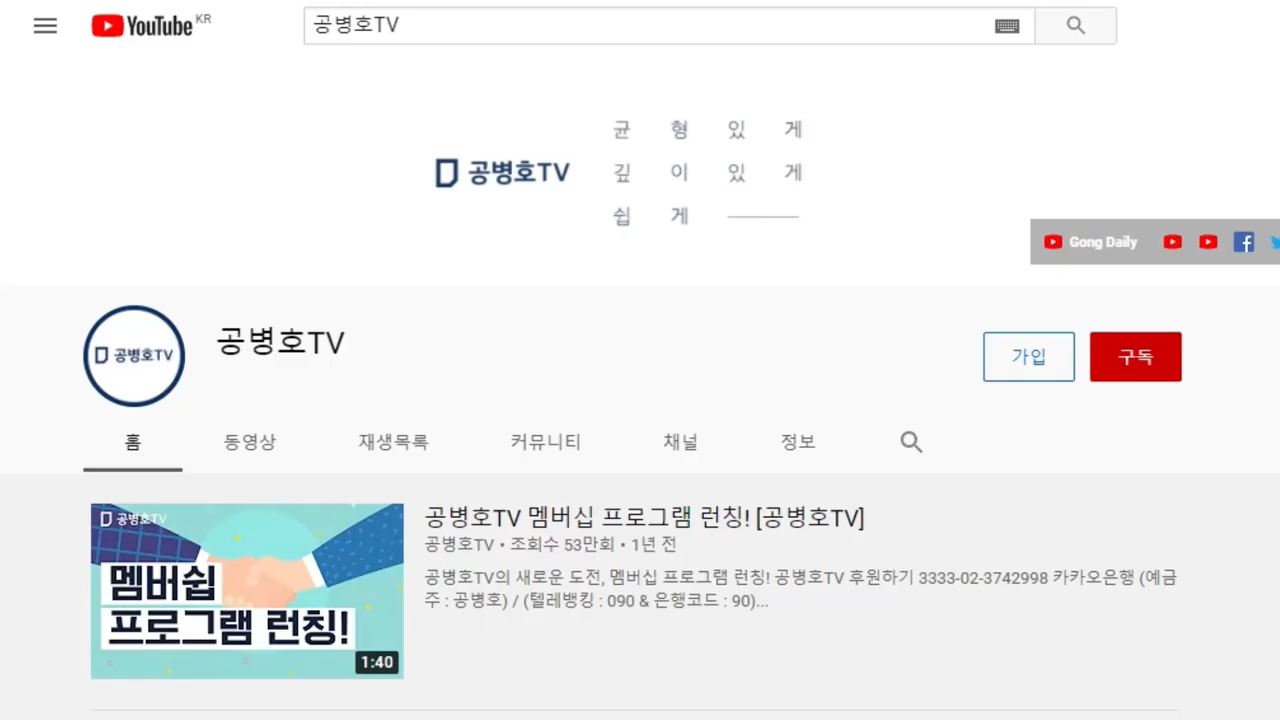 YouTube KR
공병호TV
균 형 있 게
공병호TV
깊 이 있 게
쉽 게
Gong Daily
공병호TV
공병호TV
가입
구독
홈
동영상
재생목록
커뮤니티
채널
정보
공병호TV
멤버쉽
프로그램 런칭!
1:40
공병호TV 멤버십 프로그램 런칭! [공병호TV]
공병호TV • 조회수 53만회 • 1년 전
공병호TV의 새로운 도전, 멤버십 프로그램 런칭! 공병호TV 후원하기 3333-02-3742998 카카오은행 (예금
주 : 공병호) / (텔레뱅킹 : 090 & 은행코드 : 90)...